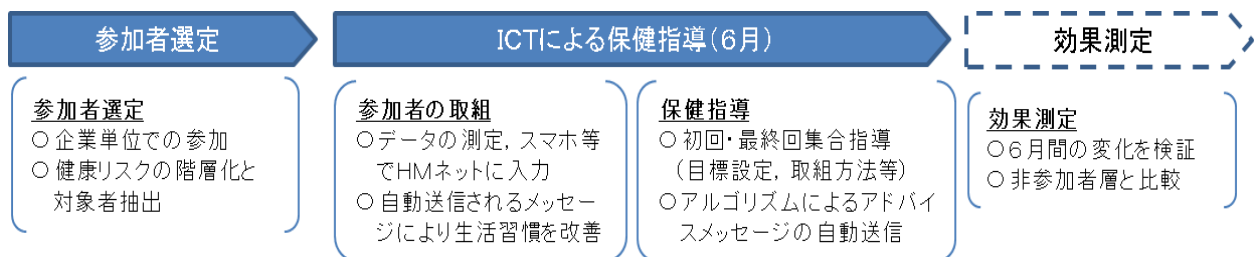 参加者選定
ICTによる保健指導(6月)
効果測定
参加者選定
○ 企業単位での参加
○ 健康リスクの階層化と
対象者抽出
参加者の取組
○データの測定，スマホ等
でHMネットに入力
○ 自動送信されるメッセー
ジにより生活習慣を改善
保健指導
○ 初回・最終回集合指導
(目標設定，取組方法等)
○アルゴリズムによるアドバイ
スメッセージの自動送信
効果測定
○６月間の変化を検証
○ 非参加者層と比較